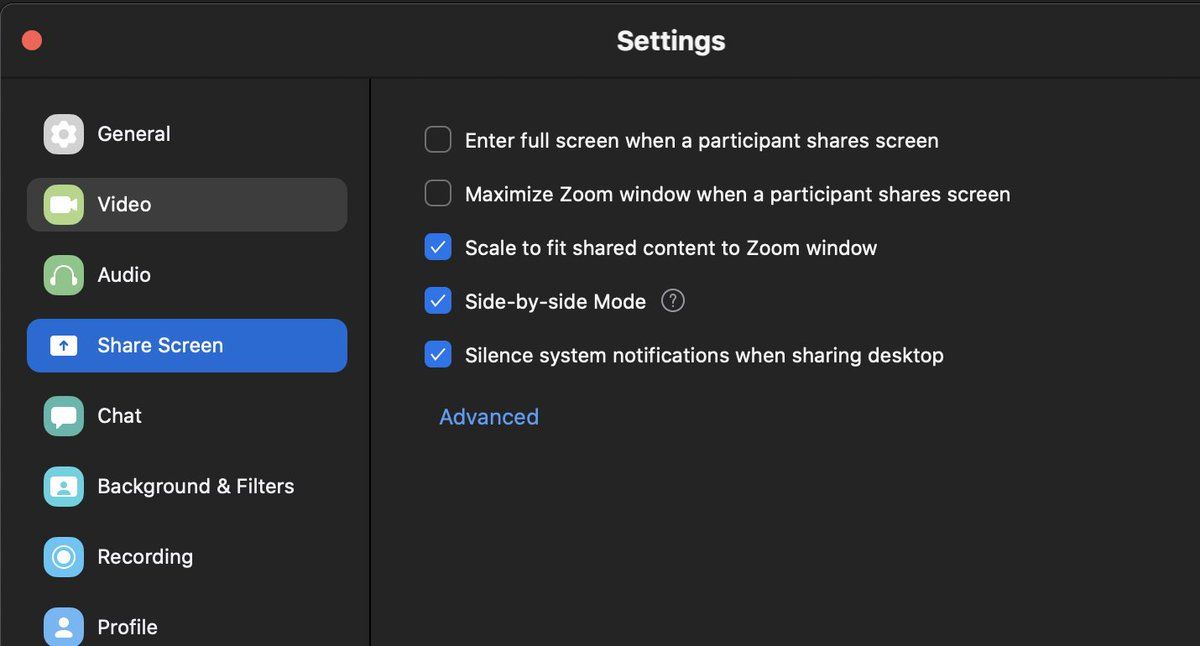 Settings
General
Video
Audio
Share Screen
Chat
Background & Filters
Recording
Profile
Enter full screen when a participant shares screen
Maximize Zoom window when a participant shares screen
Scale to fit shared content to Zoom window
Side-by-side Mode ?
Silence system notifications when sharing desktop
Advanced